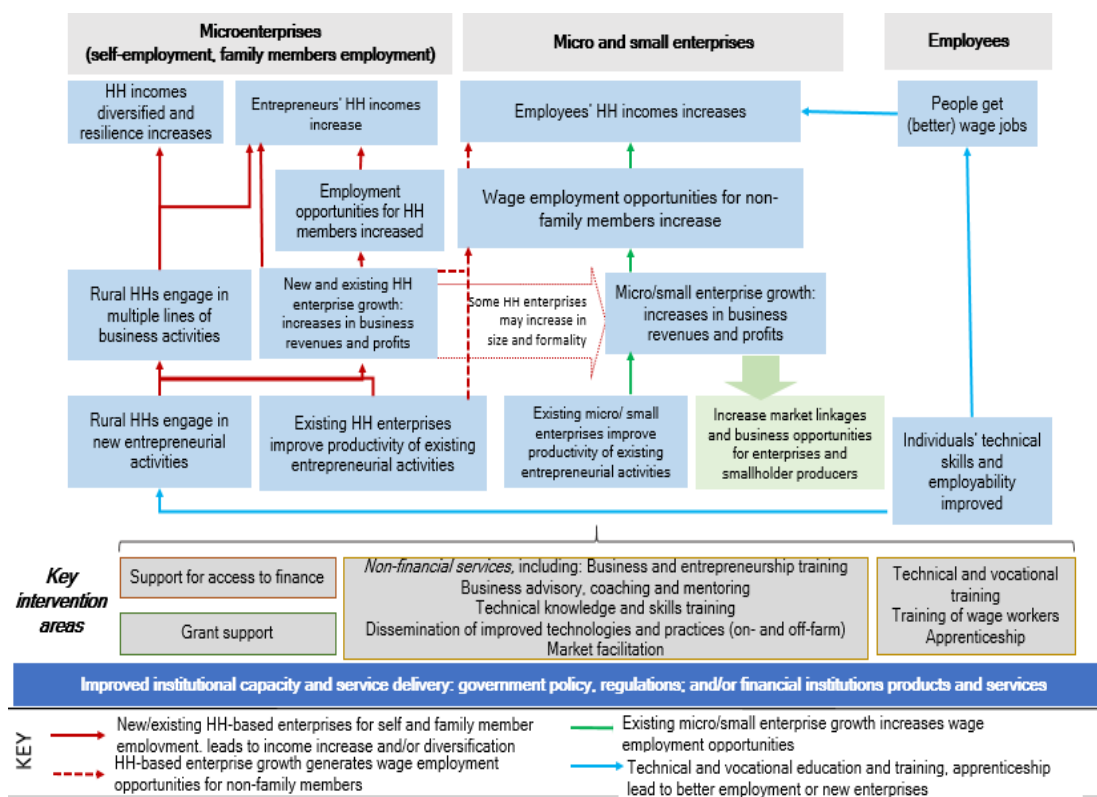 Microenterprises
(self-employment, family members employment)
Micro and small enterprises
Employees
HH incomes
diversified and
resilience increases
Entrepreneurs' HH incomes
increase
Employees' HH incomes increases
People get
(better) wage jobs
Employment
opportunities for HH
members increased
Wage employment opportunities for non-
family members increase
Rural HHs engage in
multiple lines of
business activities
New and existing HH
enterprise growth:
increases in business
revenues and profits
Some HH enterprises
may increase in
size and formality
Micro/small enterprise growth:
increases in business
revenues and profits
Rural HHs engage in
new entrepreneurial
activities
Existing HH enterprises
improve productivity of existing
entrepreneurial activities
Existing micro/ small
enterprises improve
productivity of existing
entrepreneurial activities
Increase market linkages
and business opportunities
for enterprises and
smallholder producers
Individuals' technical
skills and
employability
improved
Key
intervention
areas
Support for access to finance
Grant support
Non-financial services, including: Business and entrepreneurship training
Business advisory, coaching and mentoring
Technical knowledge and skills training
Dissemination of improved technologies and practices (on- and off-farm)
Market facilitation
Technical and vocational
training
Training of wage workers
Apprenticeship
Improved institutional capacity and service delivery: government policy, regulations; and/or financial institutions products and services
KEY
New/existing HH-based enterprises for self and family member
employment. leads to income increase and/or diversification
HH-based enterprise growth generates wage employment
opportunities for non-family members
Existing micro/small enterprise growth increases wage
employment opportunities
Technical and vocational education and training, apprenticeship
lead to better employment or new enterprises